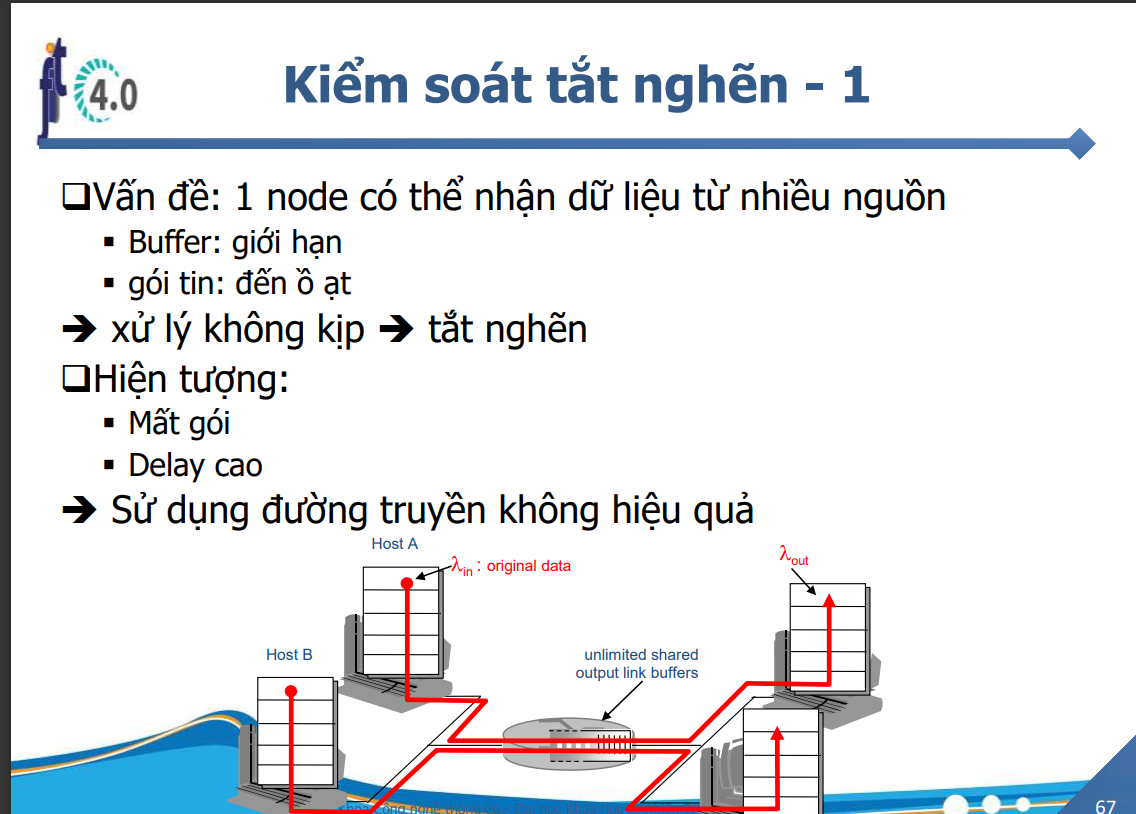 4.0
Kiểm soát tắt nghẽn - 1
Vấn đề: 1 node có thể nhận dữ liệu từ nhiều nguồn
Buffer: giới hạn
gói tin: đến ồ ạt
➔ xử lý không kịp ➔ tắt nghẽn
Hiện tượng:
Mất gói
Delay cao
➔ Sử dụng đường truyền không hiệu quả
Host A
λin : original data
λout
Host B
unlimited shared
output link buffers
67